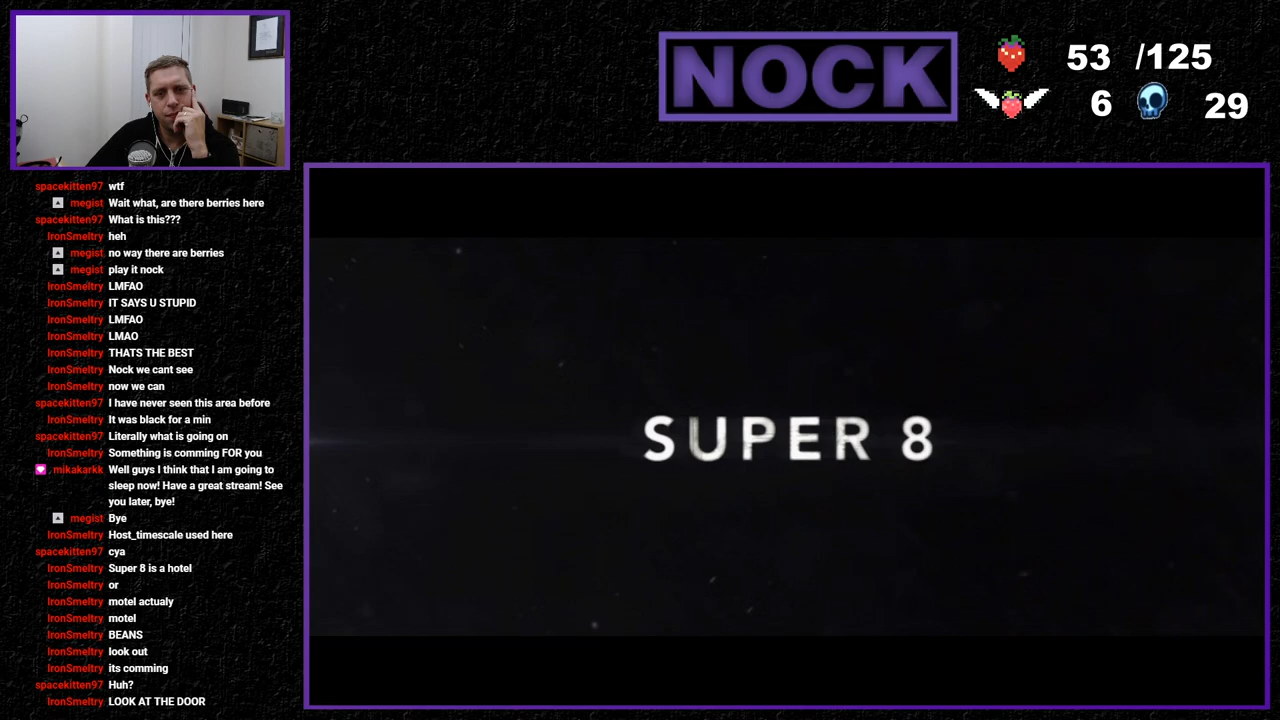 NOCK
53 /125
6 29
spacekitten97 wtf
megist Wait what, are there berries here
spacekitten97 What is this???
IronSmeltry heh
megist no way there are berries
megist play it nock
IronSmeltry LMFAO
IronSmeltry IT SAYS U STUPID
IronSmeltry LMFAO
IronSmeltry LMAO
IronSmeltry THATS THE BEST
IronSmeltry Nock we cant see
IronSmeltry now we can
spacekitten97 I have never seen this area before
IronSmeltry It was black for a min
spacekitten97 Literally what is going on
IronSmeltry Something is comming FOR you
mikakarkk Well guys I think that I am going to
sleep now! Have a great stream! See
you later, bye!
megist Bye
IronSmeltry Host_timescale used here
spacekitten97 cya
IronSmeltry Super 8 is a hotel
IronSmeltry or
IronSmeltry motel actualy
IronSmeltry motel
IronSmeltry BEANS
IronSmeltry look out
IronSmeltry its comming
spacekitten97 Huh?
IronSmeltry LOOK AT THE DOOR
SUPER 8